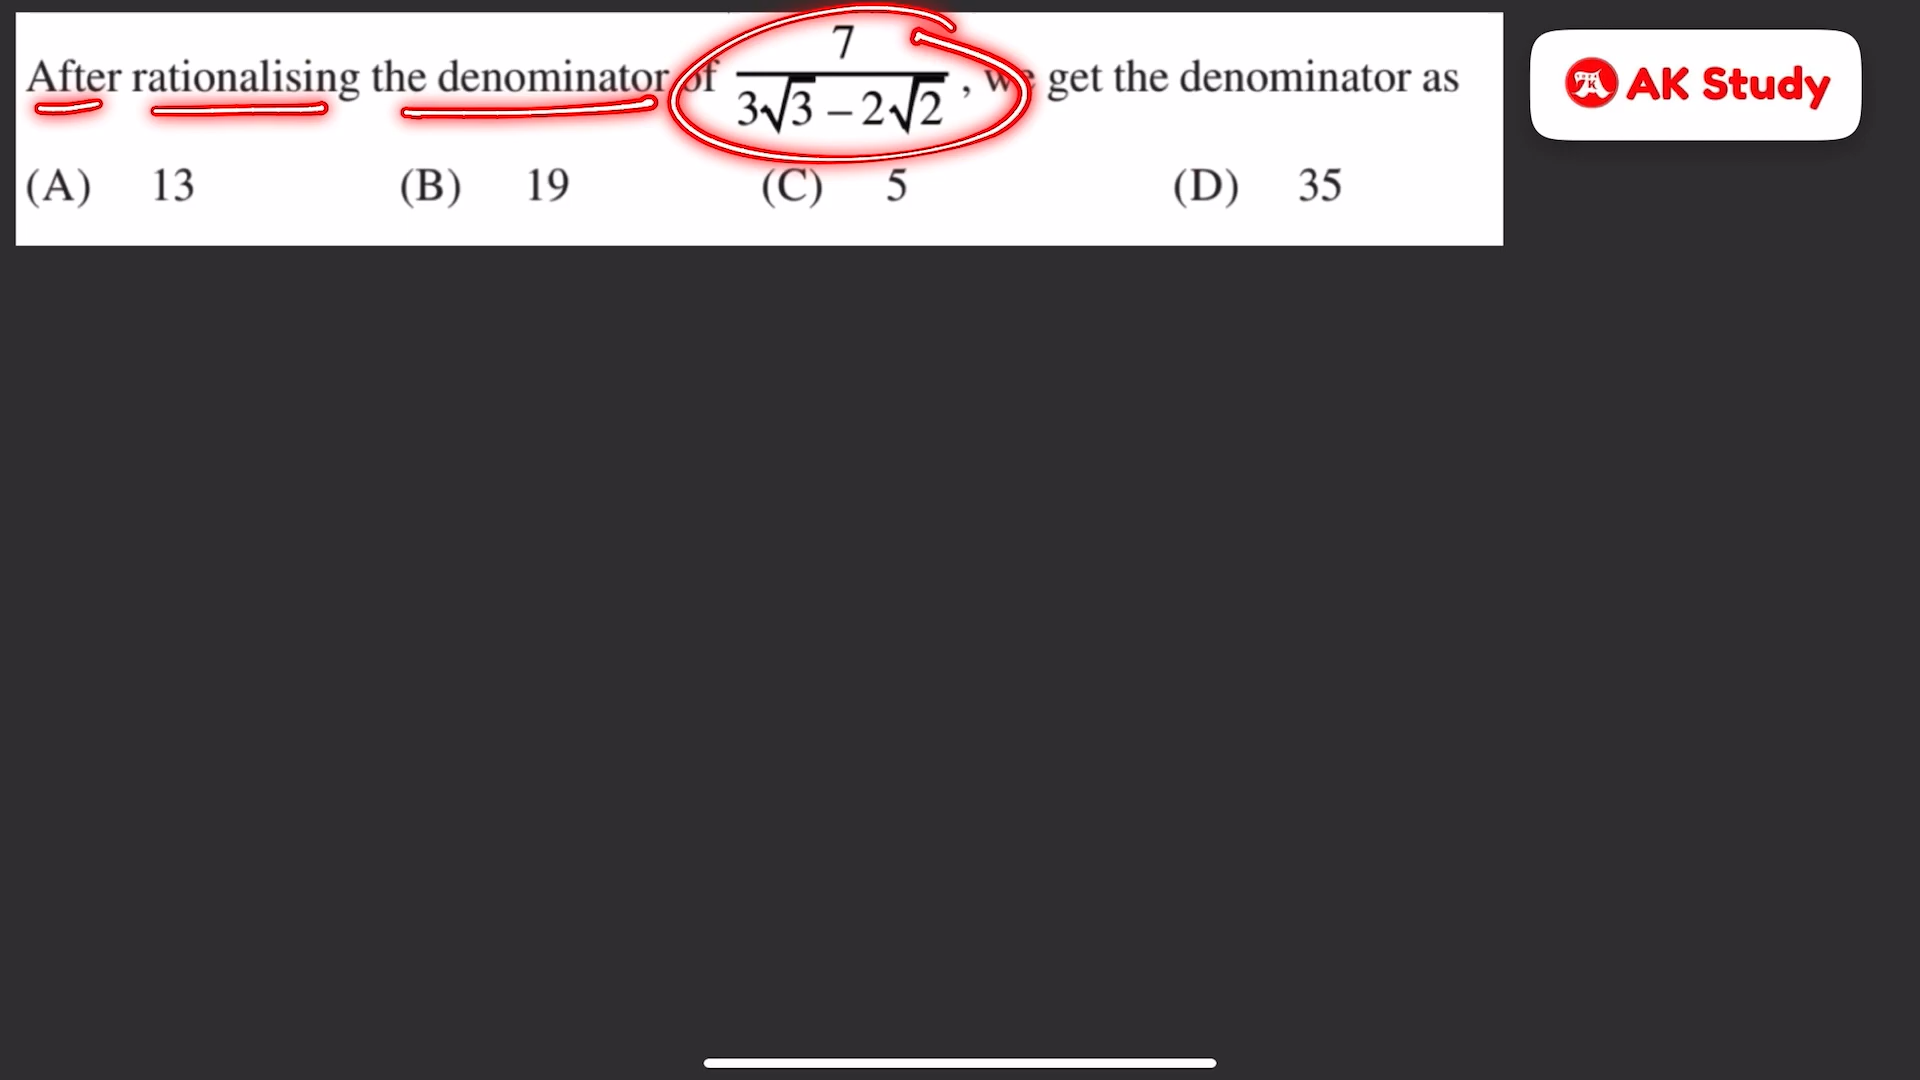 After rationalising the denominator of 7/(3√3 – 2√2), we get the denominator as
(A) 13 (B) 19 (C) 5 (D) 35
AK Study